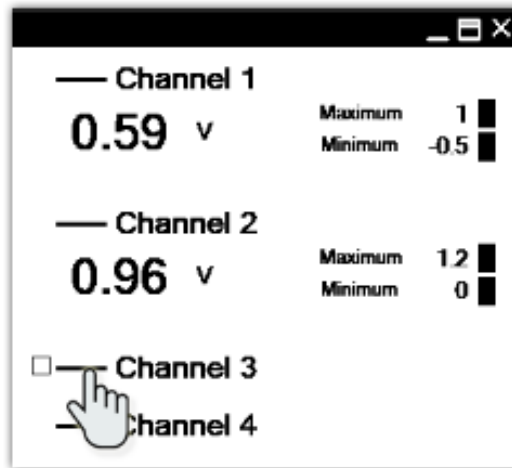 Channel 1
0.59 V
Maximum 1
Minimum -0.5
Channel 2
0.96 V
Maximum 1.2
Minimum 0
Channel 3
Channel 4